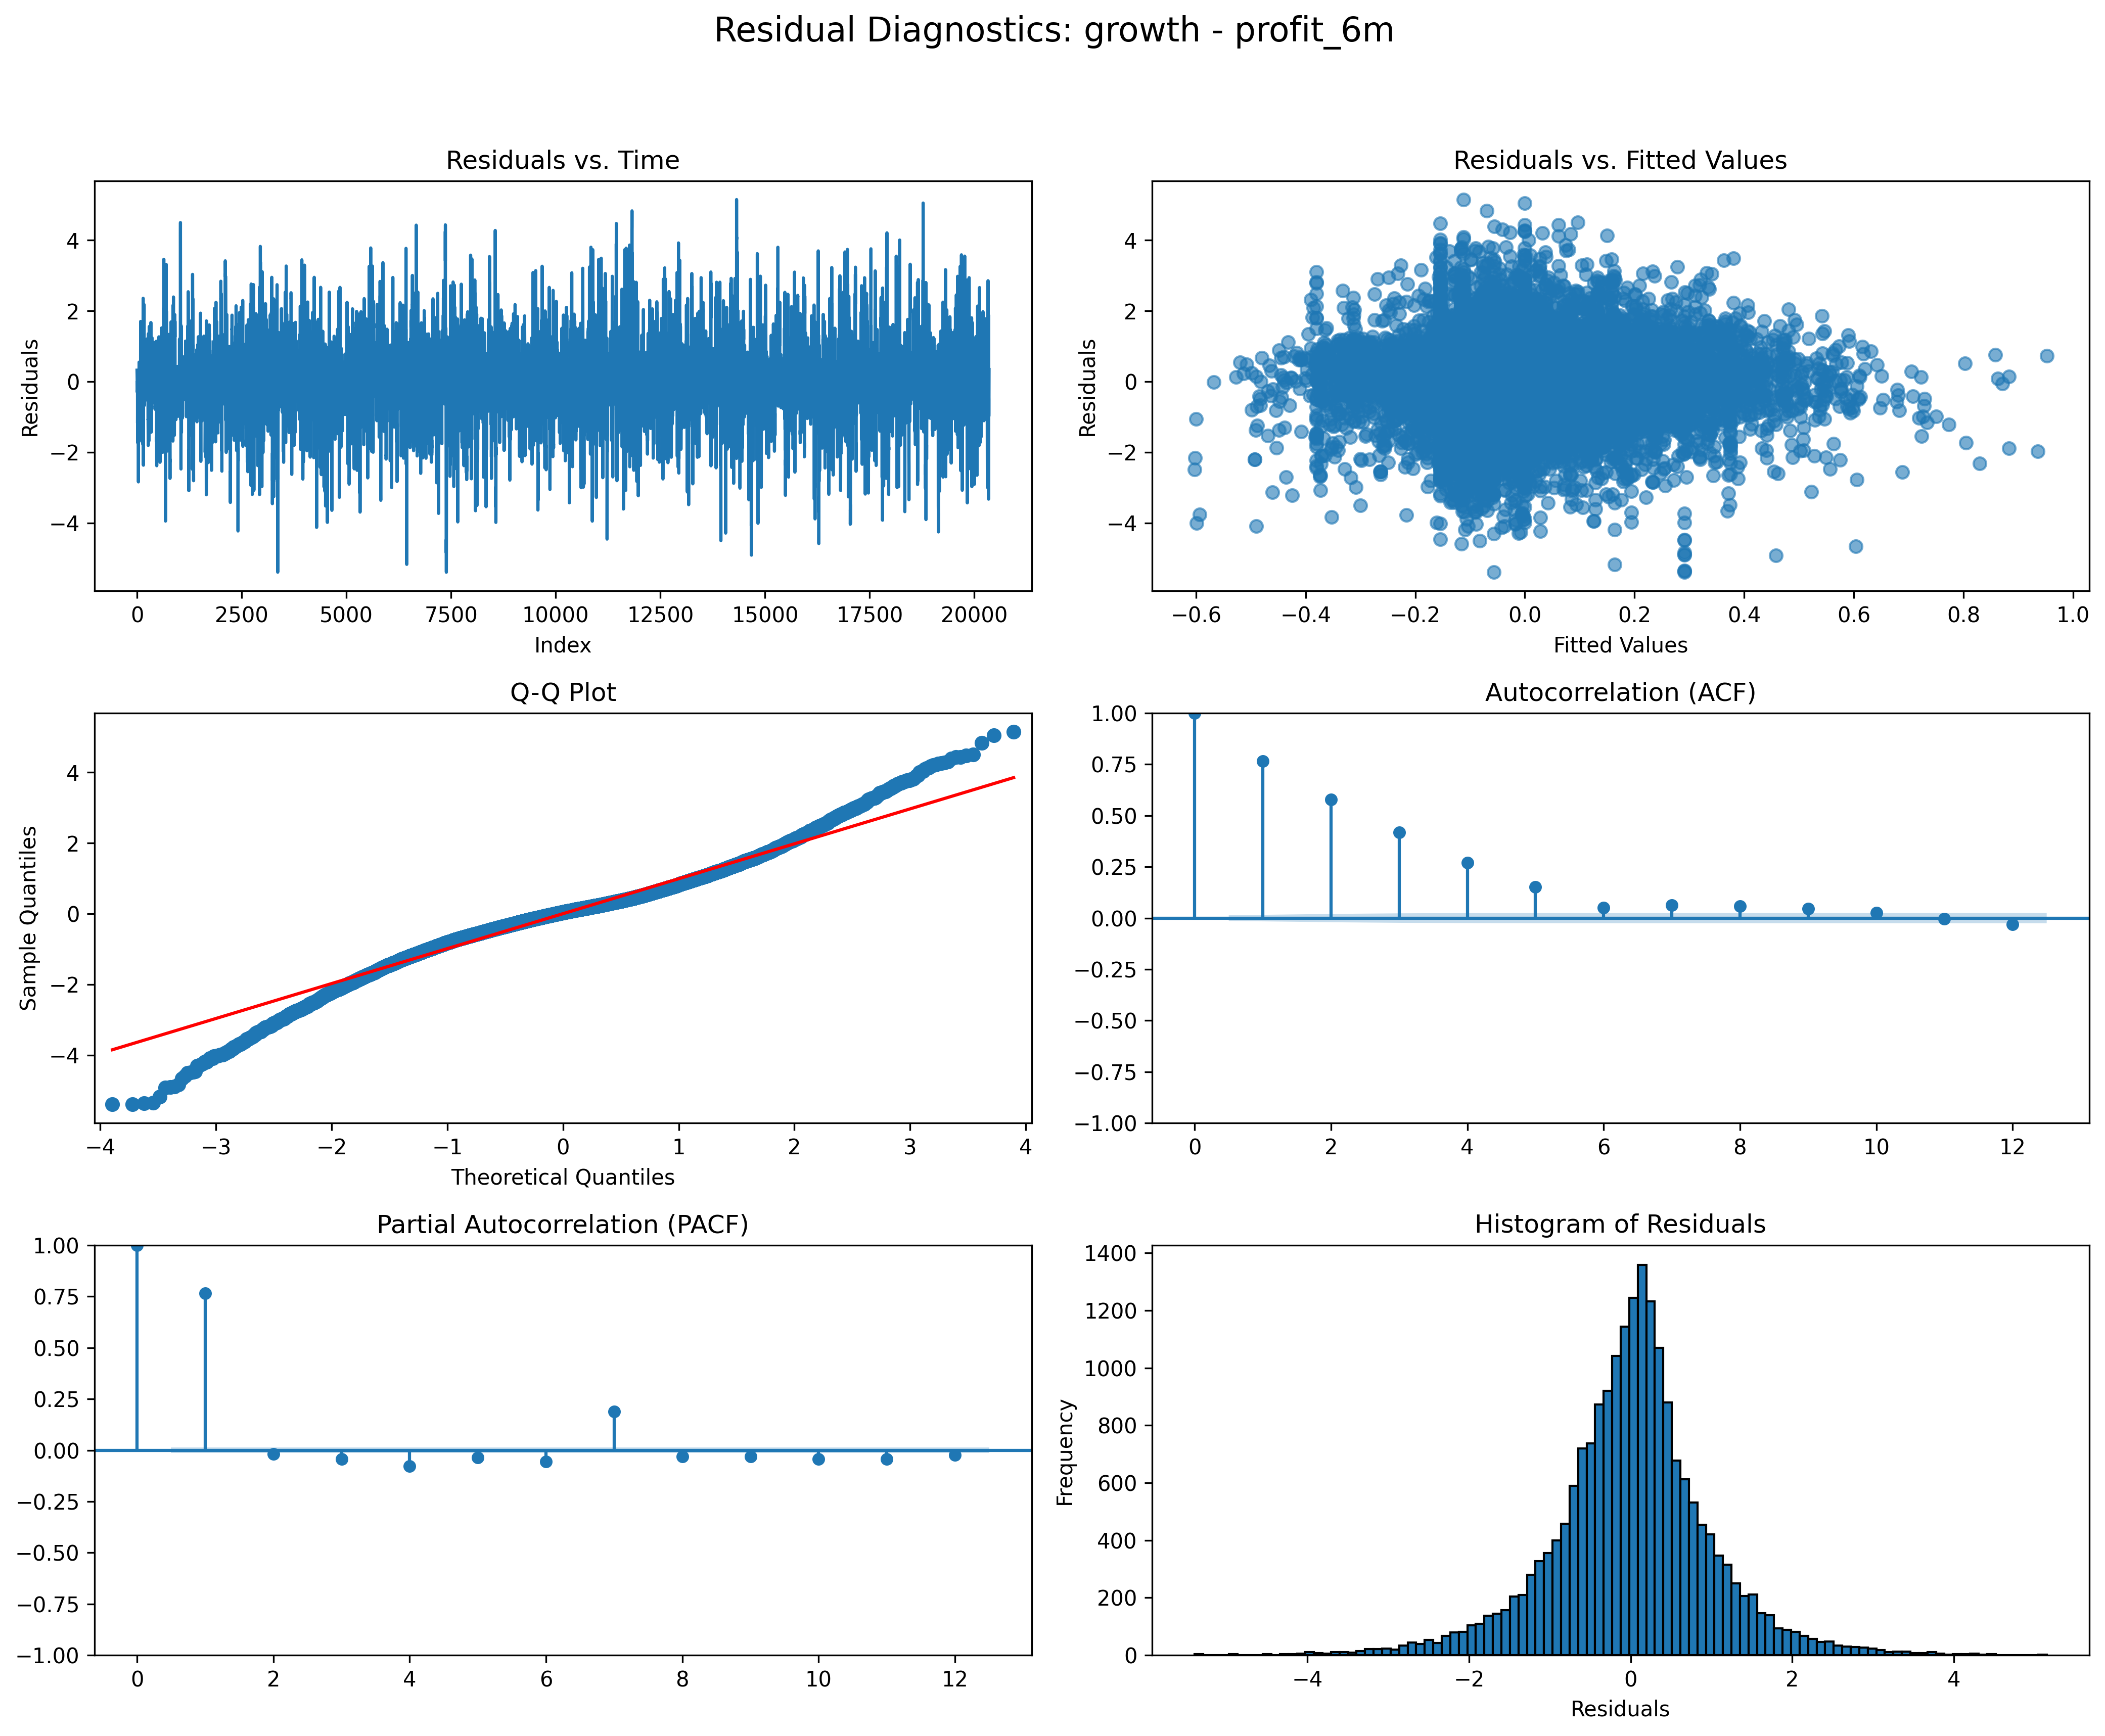 Residual Diagnostics: growth - profit_6m
Residuals vs. Time
Residuals
4
2
0
−2
−4
0 2500 5000 7500 10000 12500 15000 17500 20000
Index
Residuals vs. Fitted Values
Residuals
4
2
0
−2
−4
−0.6 −0.4 −0.2 0.0 0.2 0.4 0.6 0.8 1.0
Fitted Values
Q-Q Plot
Sample Quantiles
4
2
0
−2
−4
−4 −3 −2 −1 0 1 2 3 4
Theoretical Quantiles
Autocorrelation (ACF)
1.00
0.75
0.50
0.25
0.00
−0.25
−0.50
−0.75
−1.00
0 2 4 6 8 10 12
Partial Autocorrelation (PACF)
1.00
0.75
0.50
0.25
0.00
−0.25
−0.50
−0.75
−1.00
0 2 4 6 8 10 12
Histogram of Residuals
Frequency
1400
1200
1000
800
600
400
200
0
−4 −2 0 2 4
Residuals